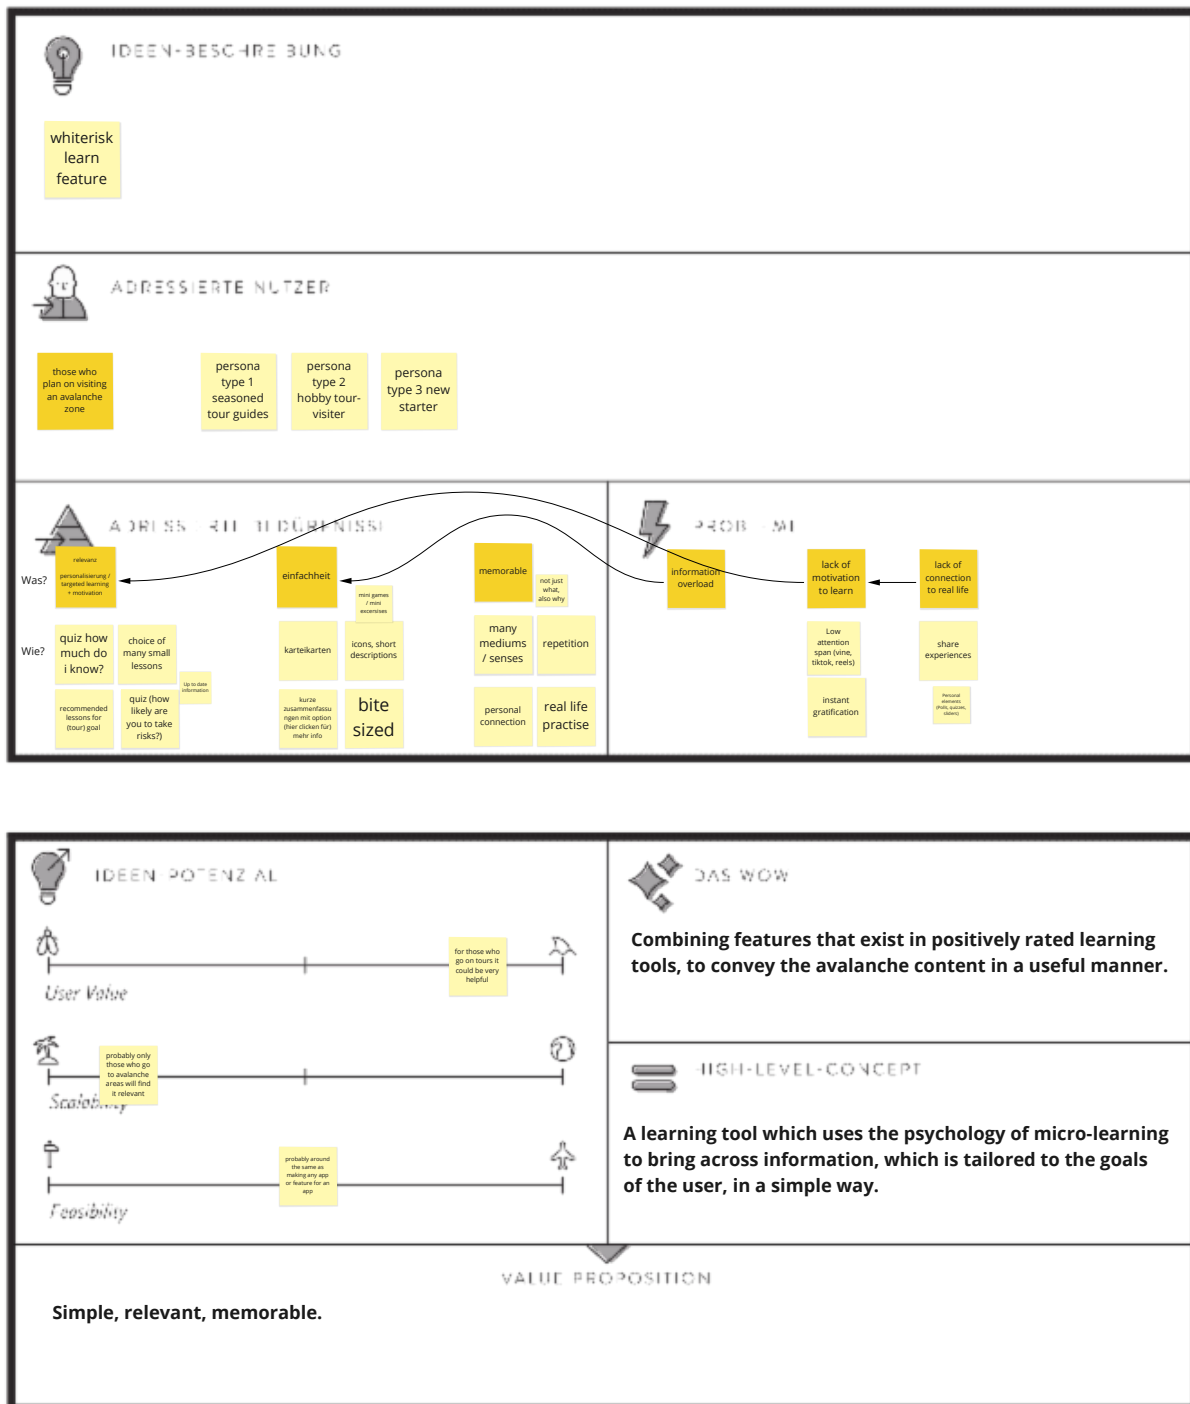 IDEEN-BESCHREIBUNG
whiterisk
learn
feature
ADRESSIERTE NUTZER
those who
plan on visiting
an avalanche
zone
persona
type 1
seasoned
tour guides
persona
type 2
hobby tour-
visiter
persona
type 3 new
starter
ADRESSIERTE BEDÜRFNISSE
Was?
relevanz
personalisierung /
targeted learning
+ motivation
einfachheit
mini games
/ mini
excersises
memorable
not just
what,
also why
Wie?
quiz how
much do
i know?
choice of
many small
lessons
Up to date
information
recommended
lessons for
(tour) goal
quiz (how
likely are
you to take
risks?)
karteikarten
icons, short
descriptions
kurze
zusammenfassu
ngen mit option
(hier clicken für)
mehr info
bite
sized
many
mediums
/ senses
repetition
personal
connection
real life
practise
PROBLEME
information
overload
lack of
motivation
to learn
lack of
connection
to real life
Low
attention
span (vine,
tiktok, reels)
share
experiences
instant
gratification
Personal
elements
(Polls, quizzes,
sliders)
IDEEN-POTENZIAL
for those who
go on tours it
could be very
helpful
User Value
probably only
those who go
to avalanche
areas will find
it relevant
Scalability
probably around
the same as
making any app
or feature for an
app
Feasibility
DAS WOW
Combining features that exist in positively rated learning
tools, to convey the avalanche content in a useful manner.
HIGH-LEVEL-CONCEPT
A learning tool which uses the psychology of micro-learning
to bring across information, which is tailored to the goals
of the user, in a simple way.
VALUE PROPOSITION
Simple, relevant, memorable.